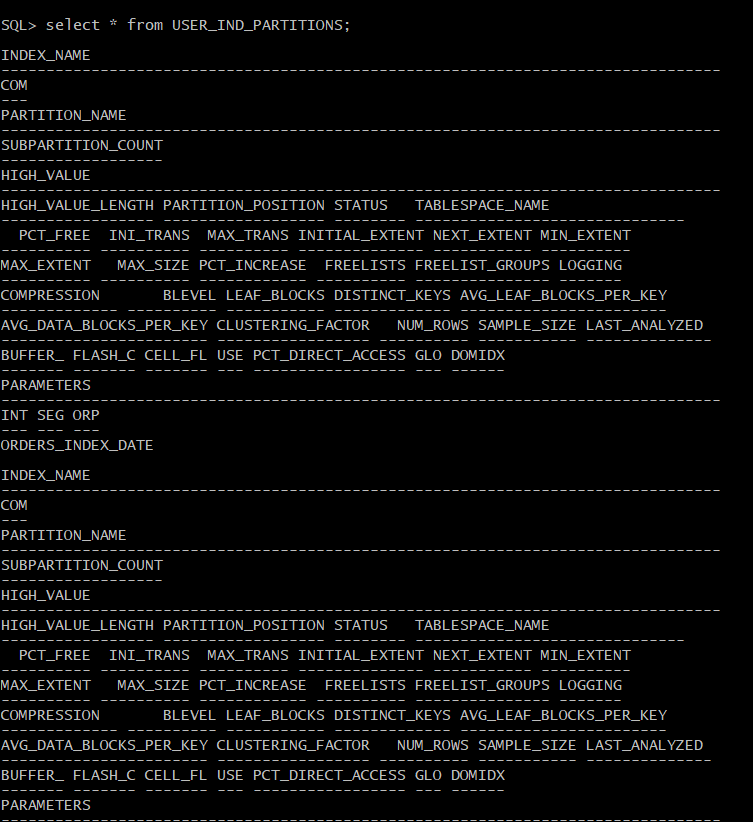 SQL> select * from USER_IND_PARTITIONS;
INDEX_NAME
--------------------------------------------------------------------------------
COM
---
PARTITION_NAME
--------------------------------------------------------------------------------
SUBPARTITION_COUNT
------------------
HIGH_VALUE
--------------------------------------------------------------------------------
HIGH_VALUE_LENGTH PARTITION_POSITION STATUS   TABLESPACE_NAME
----------------- ------------------ -------- ------------------------------
  PCT_FREE  INI_TRANS  MAX_TRANS INITIAL_EXTENT NEXT_EXTENT MIN_EXTENT
---------- ---------- ---------- -------------- ----------- ----------
MAX_EXTENT   MAX_SIZE PCT_INCREASE  FREELISTS FREELIST_GROUPS LOGGING
---------- ---------- ------------ ---------- --------------- -------
COMPRESSION       BLEVEL LEAF_BLOCKS DISTINCT_KEYS AVG_LEAF_BLOCKS_PER_KEY
------------- ---------- ----------- ------------- -----------------------
AVG_DATA_BLOCKS_PER_KEY CLUSTERING_FACTOR   NUM_ROWS SAMPLE_SIZE LAST_ANALYZED
----------------------- ----------------- ---------- ----------- --------------
BUFFER_ FLASH_C CELL_FL USE PCT_DIRECT_ACCESS GLO DOMIDX
------- ------- ------- --- ----------------- --- ------
PARAMETERS
--------------------------------------------------------------------------------
INT SEG ORP
--- --- ---
ORDERS_INDEX_DATE
INDEX_NAME
--------------------------------------------------------------------------------
COM
---
PARTITION_NAME
--------------------------------------------------------------------------------
SUBPARTITION_COUNT
------------------
HIGH_VALUE
--------------------------------------------------------------------------------
HIGH_VALUE_LENGTH PARTITION_POSITION STATUS   TABLESPACE_NAME
----------------- ------------------ -------- ------------------------------
  PCT_FREE  INI_TRANS  MAX_TRANS INITIAL_EXTENT NEXT_EXTENT MIN_EXTENT
---------- ---------- ---------- -------------- ----------- ----------
MAX_EXTENT   MAX_SIZE PCT_INCREASE  FREELISTS FREELIST_GROUPS LOGGING
---------- ---------- ------------ ---------- --------------- -------
COMPRESSION       BLEVEL LEAF_BLOCKS DISTINCT_KEYS AVG_LEAF_BLOCKS_PER_KEY
------------- ---------- ----------- ------------- -----------------------
AVG_DATA_BLOCKS_PER_KEY CLUSTERING_FACTOR   NUM_ROWS SAMPLE_SIZE LAST_ANALYZED
----------------------- ----------------- ---------- ----------- --------------
BUFFER_ FLASH_C CELL_FL USE PCT_DIRECT_ACCESS GLO DOMIDX
------- ------- ------- --- ----------------- --- ------
PARAMETERS
--------------------------------------------------------------------------------